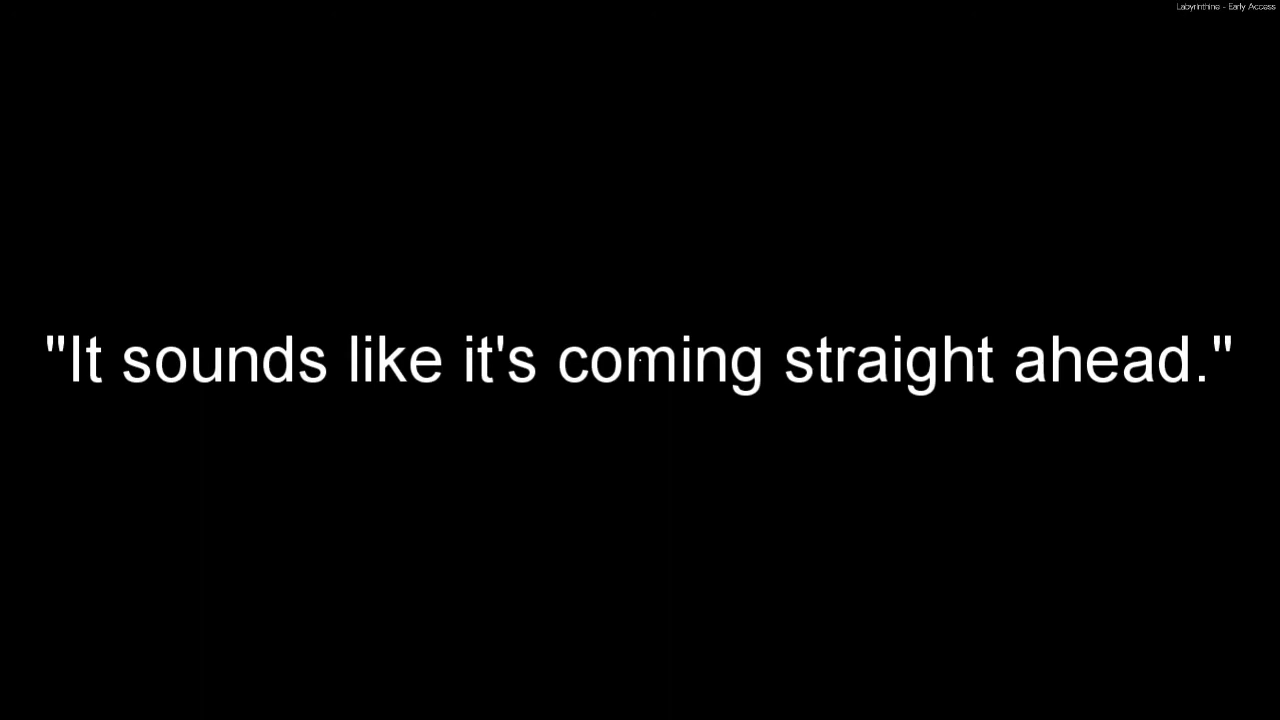 Labyrinthine - Early Access
"It sounds like it's coming straight ahead."